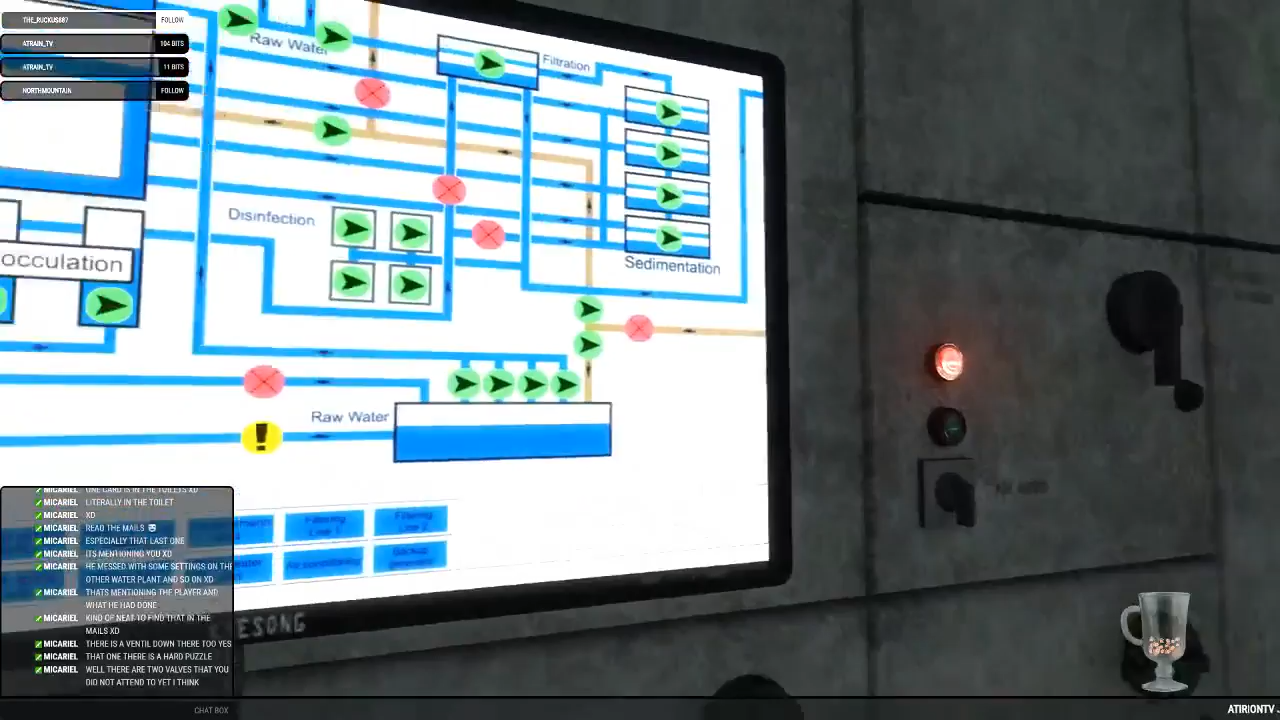 THE_RUCKUS887 FOLLOW
ATRAIN_TV 104 BITS
ATRAIN_TV 11 BITS
NORTHMOUNTAIN FOLLOW
Raw Water
Filtration
Disinfection
Sedimentation
occulation
Raw Water
Filtering Line 1
Filtering Line 2
Air conditioning
Backup generator
ESONG
MICARIEL ONE CARD IS IN THE TOILETS XD
MICARIEL LITERALLY IN THE TOILET
MICARIEL XD
MICARIEL READ THE MAILS
MICARIEL ESPECIALLY THAT LAST ONE
MICARIEL ITS MENTIONING YOU XD
MICARIEL HE MESSED WITH SOME SETTINGS ON THE
OTHER WATER PLANT AND SO ON XD
MICARIEL THATS MENTIONING THE PLAYER AND
WHAT HE HAD DONE
MICARIEL KIND OF NEAT TO FIND THAT IN THE
MAILS XD
MICARIEL THERE IS A VENTIL DOWN THERE TOO YES
MICARIEL THAT ONE THERE IS A HARD PUZZLE
MICARIEL WELL THERE ARE TWO VALVES THAT YOU
DID NOT ATTEND TO YET I THINK
CHAT BOX
ATIRIONTV -